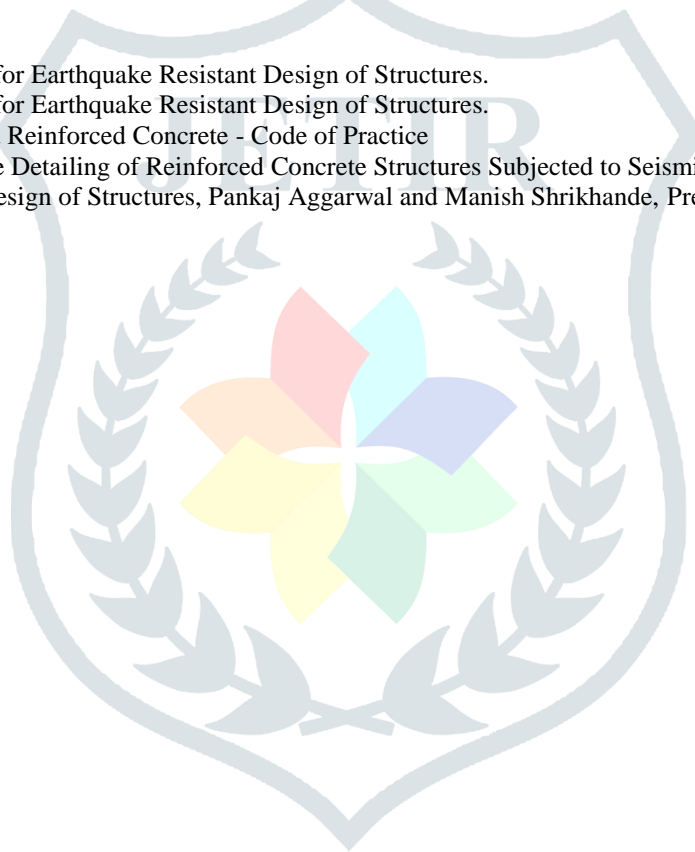 for Earthquake Resistant Design of Structures.
for Earthquake Resistant Design of Structures.
Reinforced Concrete - Code of Practice
e Detailing of Reinforced Concrete Structures Subjected to Seismi
esign of Structures, Pankaj Aggarwal and Manish Shrikhande, Pre
JETIR